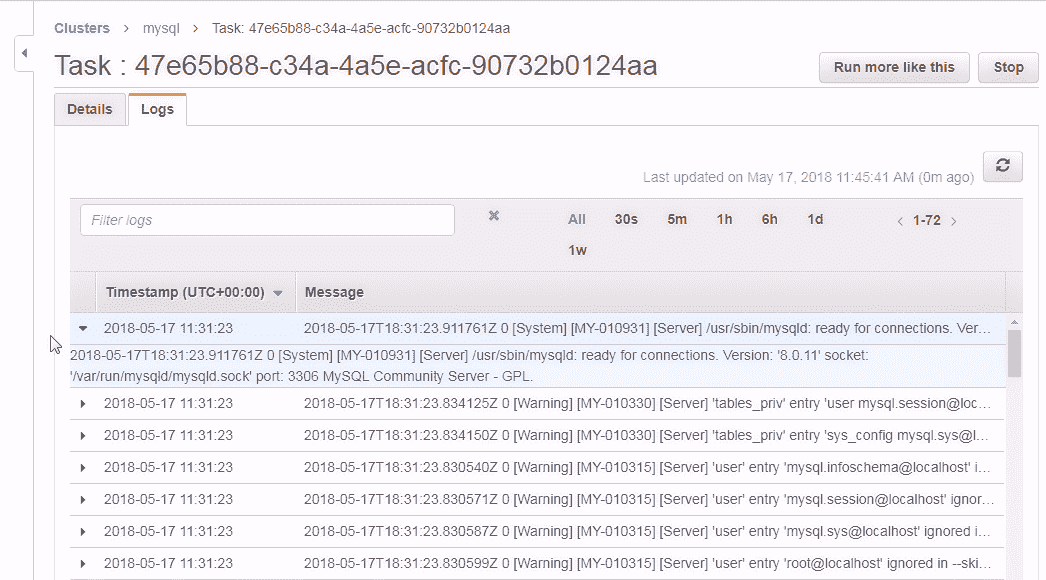 Clusters > mysql > Task: 47e65b88-c34a-4a5e-acfc-90732b0124aa
Task : 47e65b88-c34a-4a5e-acfc-90732b0124aa
Run more like this
Stop
Details
Logs
Last updated on May 17, 2018 11:45:41 AM (0m ago)
Filter logs
All 30s 5m 1h 6h 1d
< 1-72 >
1w
Timestamp (UTC+00:00) Message
2018-05-17 11:31:23 2018-05-17T18:31:23.911761Z 0 [System] [MY-010931] [Server] /usr/sbin/mysqld: ready for connections. Ver…
2018-05-17T18:31:23.911761Z 0 [System] [MY-010931] [Server] /usr/sbin/mysqld: ready for connections. Version: '8.0.11' socket:
'/var/run/mysqld/mysqld.sock' port: 3306 MySQL Community Server - GPL.
2018-05-17 11:31:23 2018-05-17T18:31:23.834125Z 0 [Warning] [MY-010330] [Server] 'tables_priv' entry 'user mysql.session@loc…
2018-05-17 11:31:23 2018-05-17T18:31:23.834150Z 0 [Warning] [MY-010330] [Server] 'tables_priv' entry 'sys_config mysql.sys@l…
2018-05-17 11:31:23 2018-05-17T18:31:23.830540Z 0 [Warning] [MY-010315] [Server] 'user' entry 'mysql.infoschema@localhost' i…
2018-05-17 11:31:23 2018-05-17T18:31:23.830571Z 0 [Warning] [MY-010315] [Server] 'user' entry 'mysql.session@localhost' ignor…
2018-05-17 11:31:23 2018-05-17T18:31:23.830587Z 0 [Warning] [MY-010315] [Server] 'user' entry 'mysql.sys@localhost' ignored i…
2018-05-17 11:31:23 2018-05-17T18:31:23.830599Z 0 [Warning] [MY-010315] [Server] 'user' entry 'root@localhost' ignored in --ski…